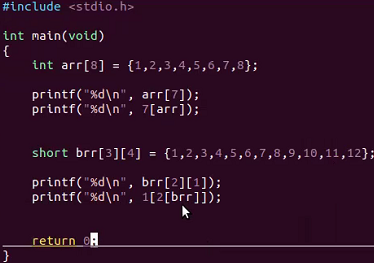 #include <stdio.h>
int main(void)
{
int arr[8] = {1,2,3,4,5,6,7,8};
printf("%d\n", arr[7]);
printf("%d\n", 7[arr]);
short brr[3][4] = {1,2,3,4,5,6,7,8,9,10,11,12};
printf("%d\n", brr[2][1]);
printf("%d\n", 1[2[brr]]);
return 0;
}